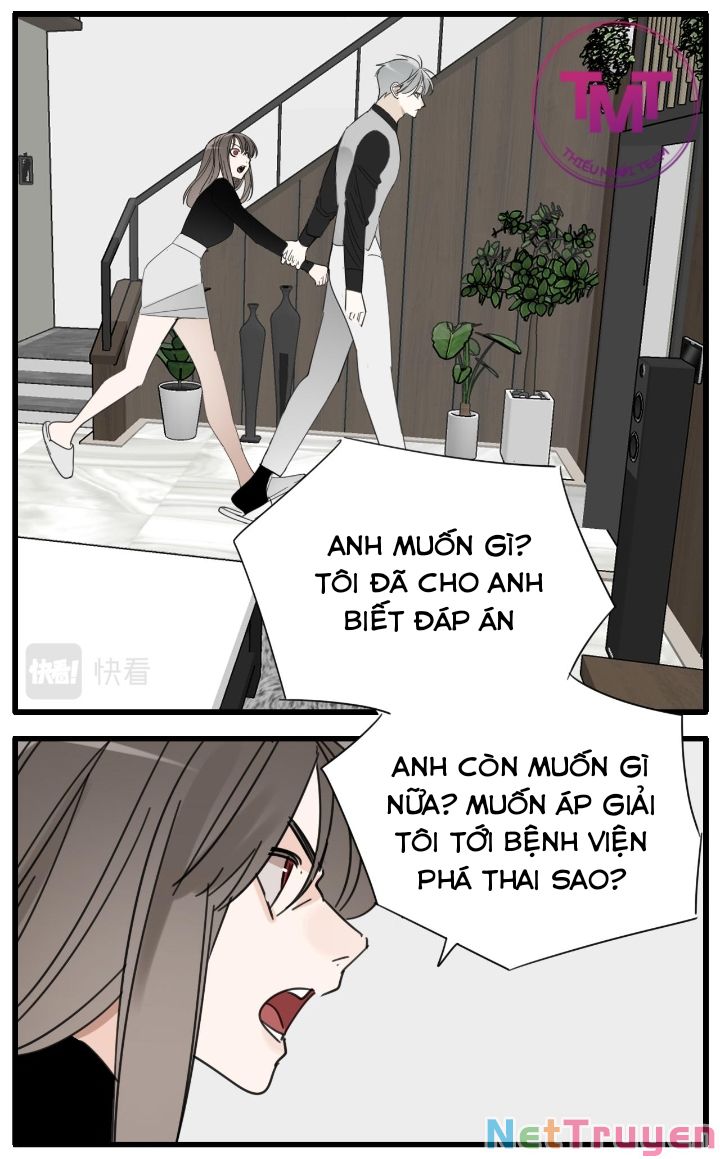 TMT
THIẾU NGƯỜI TEAM
ANH MUỐN GÌ?
TÔI ĐÃ CHO ANH
BIẾT ĐÁP ÁN
快看! 快看
ANH CÒN MUỐN GÌ
NỮA? MUỐN ÁP GIẢI
TÔI TỚI BỆNH VIỆN
PHÁ THAI SAO?
NetTruyen